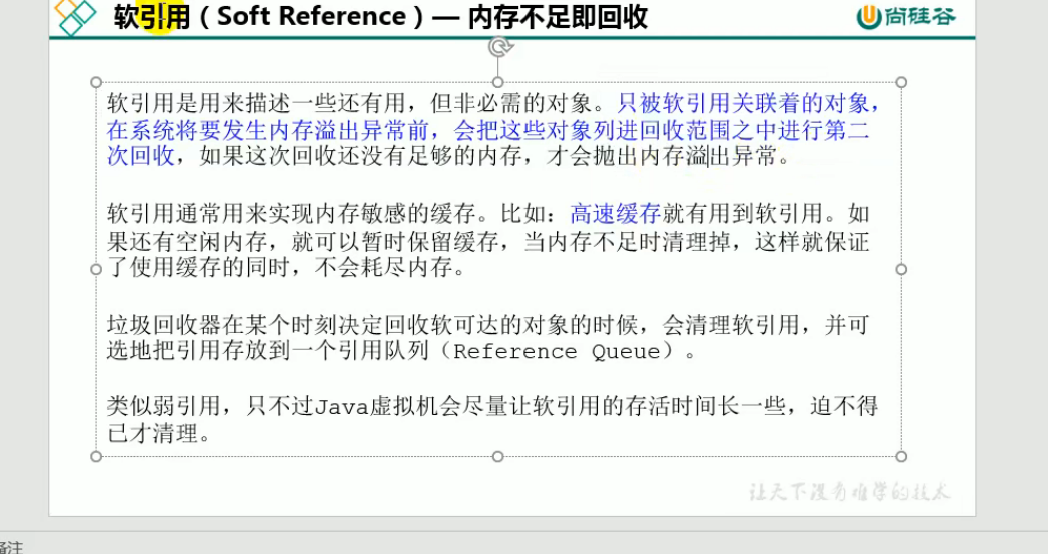 软引用（Soft Reference）— 内存不足即回收
尚硅谷
软引用是用来描述一些还有用，但非必需的对象。只被软引用关联着的对象，
在系统将要发生内存溢出异常前，会把这些对象列进回收范围之中进行第二
次回收，如果这次回收还没有足够的内存，才会抛出内存溢出异常。
软引用通常用来实现内存敏感的缓存。比如：高速缓存就有用到软引用。如
果还有空闲内存，就可以暂时保留缓存，当内存不足时清理掉，这样就保证
了使用缓存的同时，不会耗尽内存。
垃圾回收器在某个时刻决定回收软可达的对象的时候，会清理软引用，并可
选地把引用存放到一个引用队列（Reference Queue）。
类似弱引用，只不过Java虚拟机会尽量让软引用的存活时间长一些，迫不得
已才清理。
让天下没有难学的技术
备注